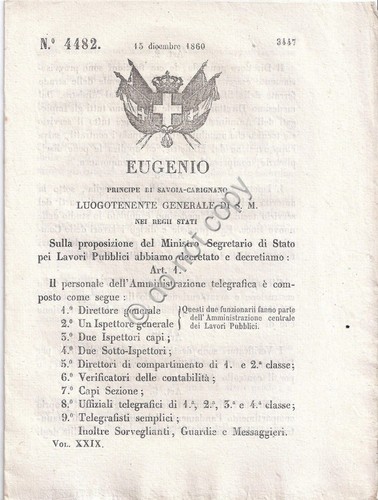 N.º 4482.
15 dicembre 1860
3447
EUGENIO
PRINCIPE DI SAVOIA-CARIGNANO
LUOGOTENENTE GENERALE DI S. M.
NEI REGII STATI
Sulla proposizione del Ministro Segretario di Stato
pei Lavori Pubblici abbiamo decretato e decretiamo :
Art. 1.
Il personale dell'Amministrazione telegrafica è com-
posto come segue :
1.º Direttore generale
2.º Un Ispettore generale
Questi due funzionarii fanno parte
dell'Amministrazione centrale
dei Lavori Pubblici.
3.º Due Ispettori capi ;
4.º Due Sotto-Ispettori ;
5.º Direttori di compartimento di 1. e 2.ª classe ;
6.º Verificatori delle contabilità ;
7.º Capi Sezione ;
8.º Uffiziali telegrafici di 1.ª, 2.ª, 3.ª e 4.ª classe ;
9.º Telegrafisti semplici ;
Inoltre Sorveglianti, Guardie e Messaggieri.
VOL. XXIX.
do not copy